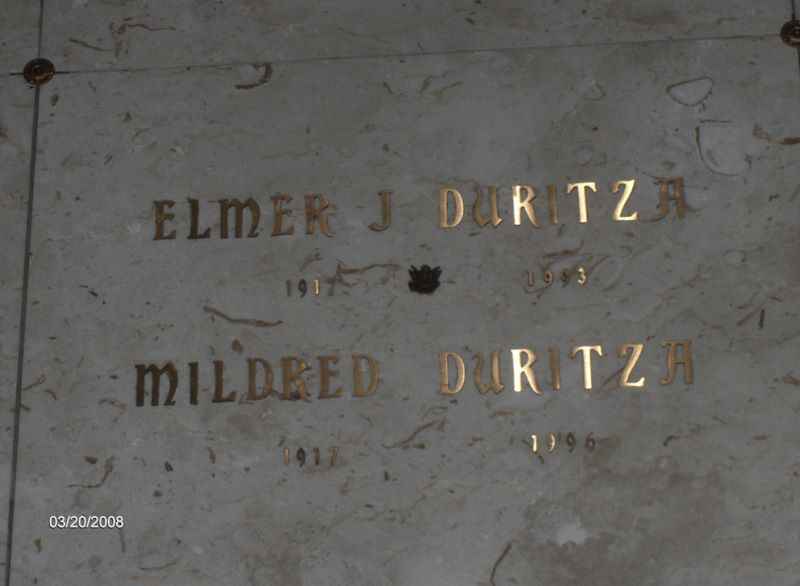 ELMER J DURITZA
1917 1993
MILDRED DURITZA
1917 1996
03/20/2008